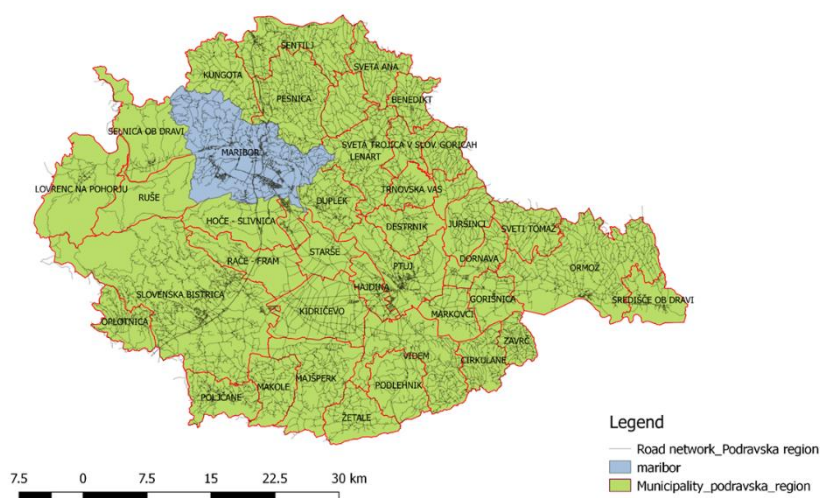 ŠENTILJ
SVETA ANA
KUNGOTA
PESNICA
BENEDIKT
SELNICA OB DRAVI
SVETA TROJICA V SLOV. GORICAH
MARIBOR
LENART
LOVRENC NA POHORJU
RUŠE
TRNOVSKA VAS
DUPLEK
HOČE - SLIVNICA
DESTRNIK
JURŠINCI
SVETI TOMAŽ
STARŠE
RAČE - FRAM
DORNAVA
PTUJ
ORMOŽ
HAJDINA
SLOVENSKA BISTRICA
GORIŠNICA
SREDIŠČE OB DRAVI
KIDRIČEVO
MARKOVCI
OPLOTNICA
ZAVRČ
VIDEM
CIRKULANE
MAJŠPERK
MAKOLE
PODLEHNIK
POLJČANE
ŽETALE
Legend
Road network_Podravska region
maribor
Municipality_podravska_region
7.5 0 7.5 15 22.5 30 km